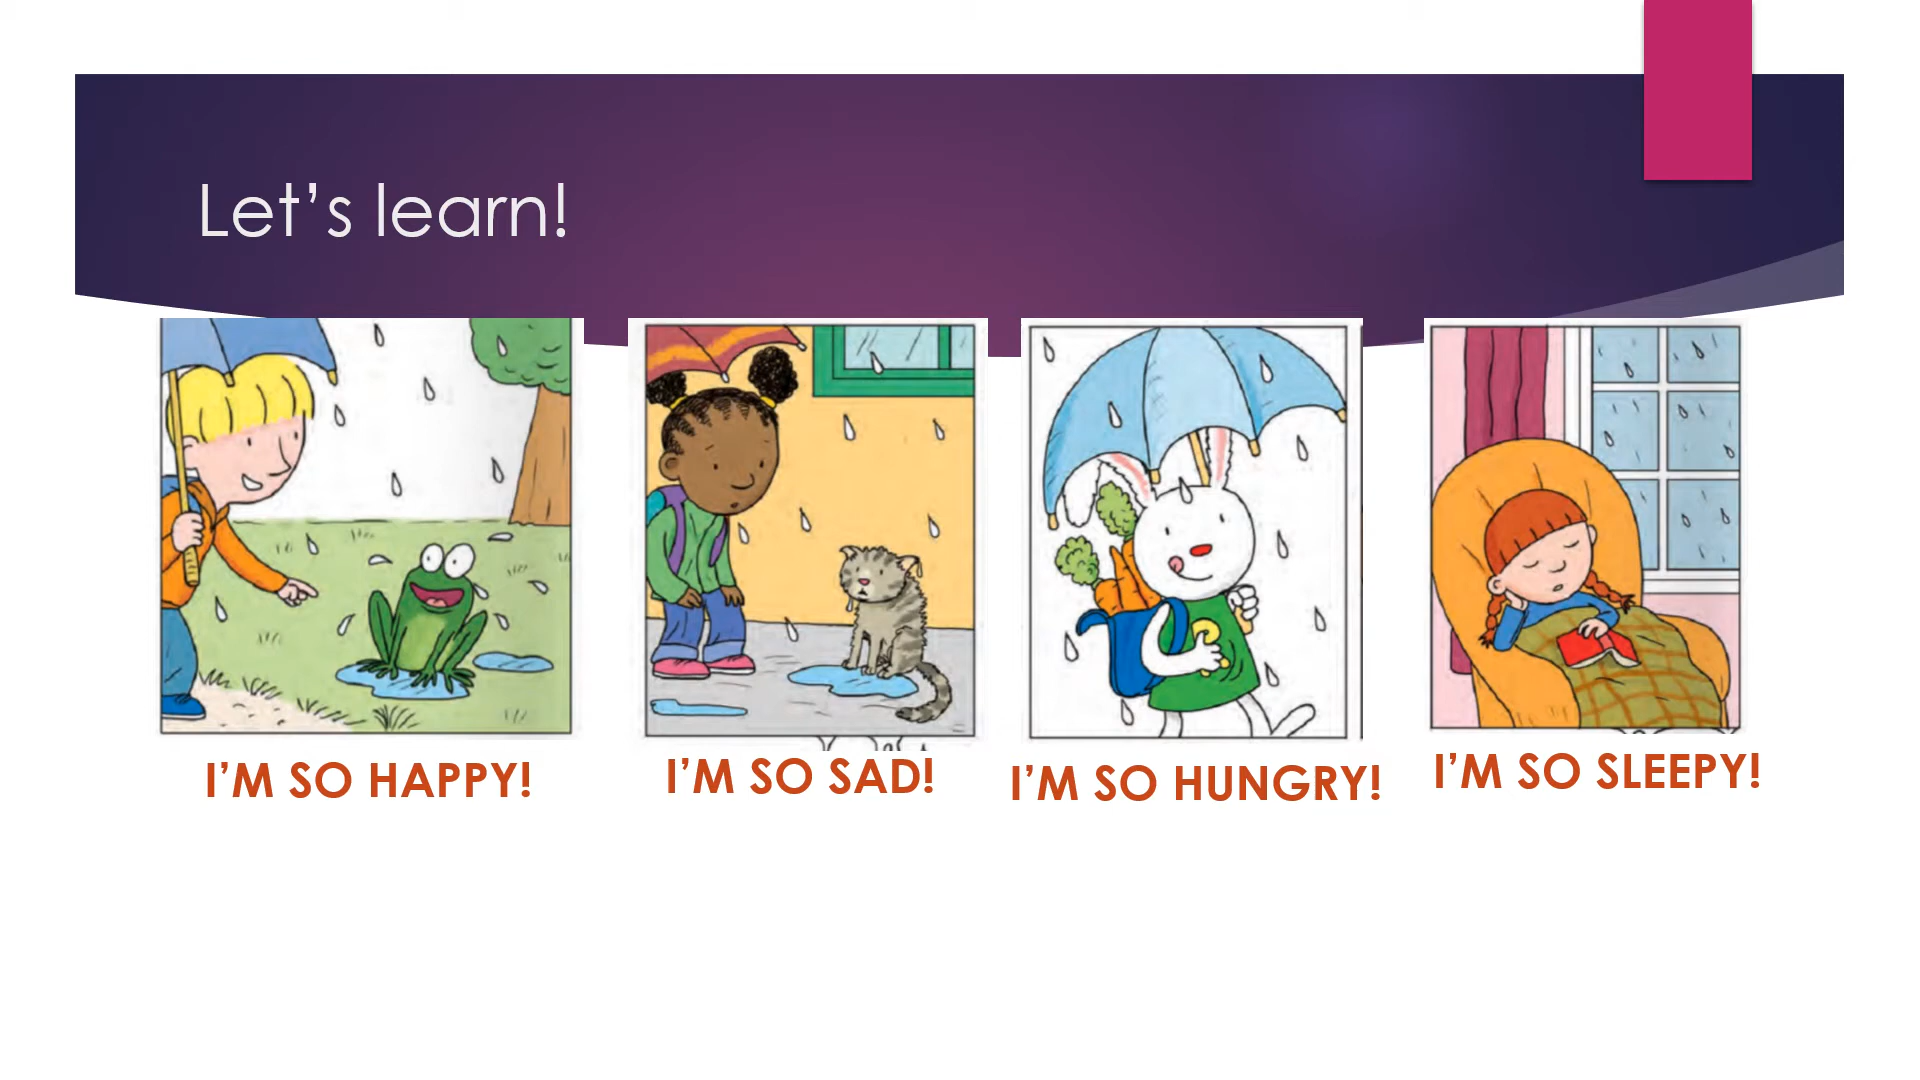 Let’s learn!
I’M SO HAPPY!
I’M SO SAD!
I’M SO HUNGRY!
I’M SO SLEEPY!